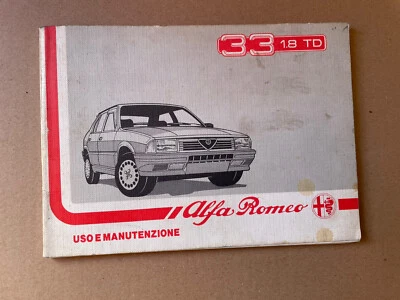 33 1.8 TD
Alfa Romeo
USO E MANUTENZIONE